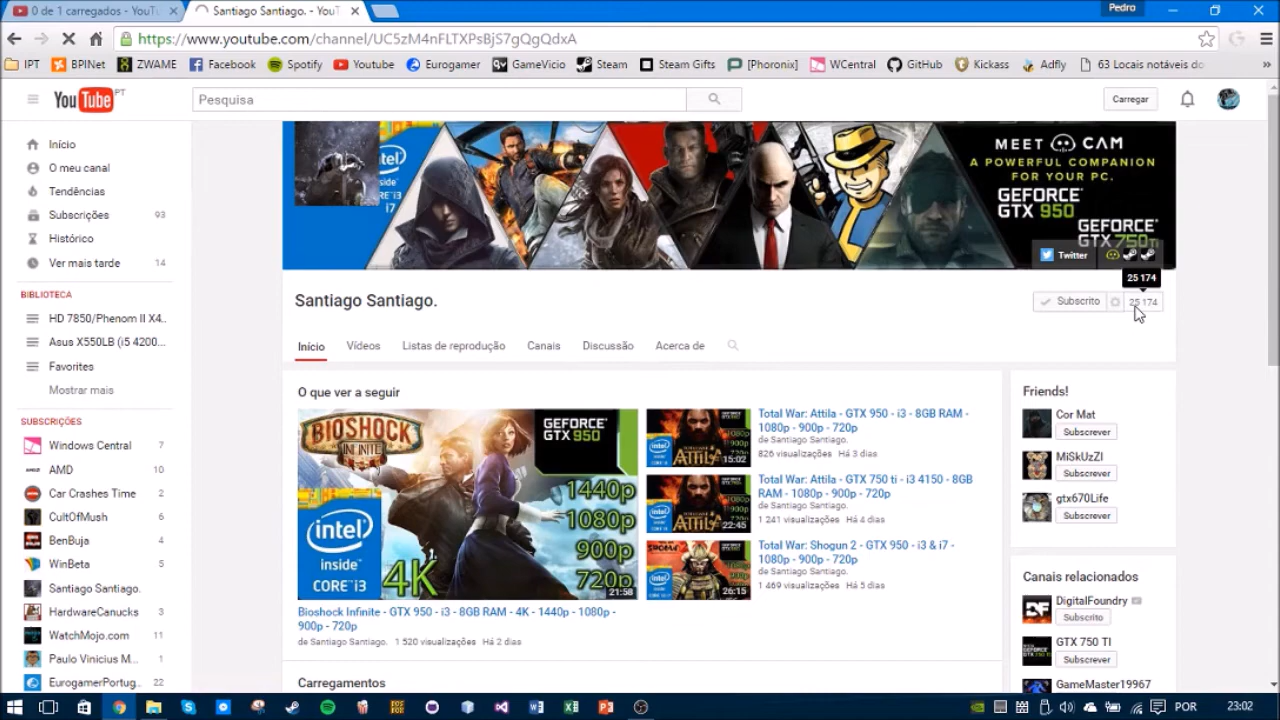 0 de 1 carregados - YouTu
Santiago Santiago. - YouT
Pedro
https://www.youtube.com/channel/UC5zM4nFLTXPsBjS7gQgQdxA
IPT
BPINet
ZWAME
Facebook
Spotify
Youtube
Eurogamer
GameVicio
Steam
Steam Gifts
[Phoronix]
WCentral
GitHub
Kickass
Adfly
63 Locais notáveis do
»
YouTube PT
Pesquisa
Carregar
Início
O meu canal
Tendências
Subscrições 93
Histórico
Ver mais tarde 14
BIBLIOTECA
HD 7850/Phenom II X4..
Asus X550LB (i5 4200...
Favorites
Mostrar mais
SUBSCRIÇÕES
Windows Central 7
AMD 10
Car Crashes Time 2
CultOfMush 6
BenBuja 4
WinBeta 5
Santiago Santiago.
HardwareCanucks 3
WatchMojo.com 11
Paulo Vinicius M... 1
EurogamerPortug... 22
intel
inside
CORE i3
i7
MEET CAM
A POWERFUL COMPANION
FOR YOUR PC.
GEFORCE
GTX 950
GEFORCE
GTX 750 Ti
Twitter
25 174
Santiago Santiago.
Subscrito
25 174
Início
Vídeos
Listas de reprodução
Canais
Discussão
Acerca de
O que ver a seguir
BIOSHOCK
INFINITE
GEFORCE
GTX 950
1440p
1080p
900p
720p
intel
inside
CORE i3
4K
21:58
Bioshock Infinite - GTX 950 - i3 - 8GB RAM - 4K - 1440p - 1080p -
900p - 720p
de Santiago Santiago. 1 520 visualizações Há 2 dias
ATTILA
15:02
Total War: Attila - GTX 950 - i3 - 8GB RAM -
1080p - 900p - 720p
de Santiago Santiago.
826 visualizações Há 3 dias
ATTILA
22:45
Total War: Attila - GTX 750 ti - i3 4150 - 8GB
RAM - 1080p - 900p - 720p
de Santiago Santiago.
1 241 visualizações Há 4 dias
26:15
Total War: Shogun 2 - GTX 950 - i3 & i7 -
1080p - 900p - 720p
de Santiago Santiago.
1 469 visualizações Há 5 dias
Carregamentos
Friends!
Cor Mat
Subscrever
MiSkUzZI
Subscrever
gtx670Life
Subscrever
Canais relacionados
DigitalFoundry
Subscrito
GTX 750 TI
Subscrever
GameMaster19967
POR
23:02